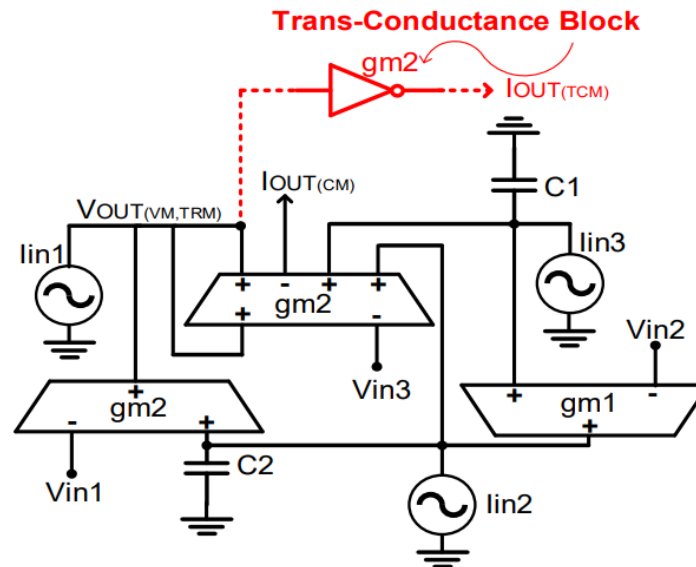 Trans-Conductance Block
gm2
IOUT(TCM)
IOUT(CM)
C1
VOUT(VM,TRM)
Iin1
Iin3
+ - + +
gm2
+ -
Vin2
Vin3
+
gm2
- +
+ -
gm1
+
C2
Vin1
Iin2